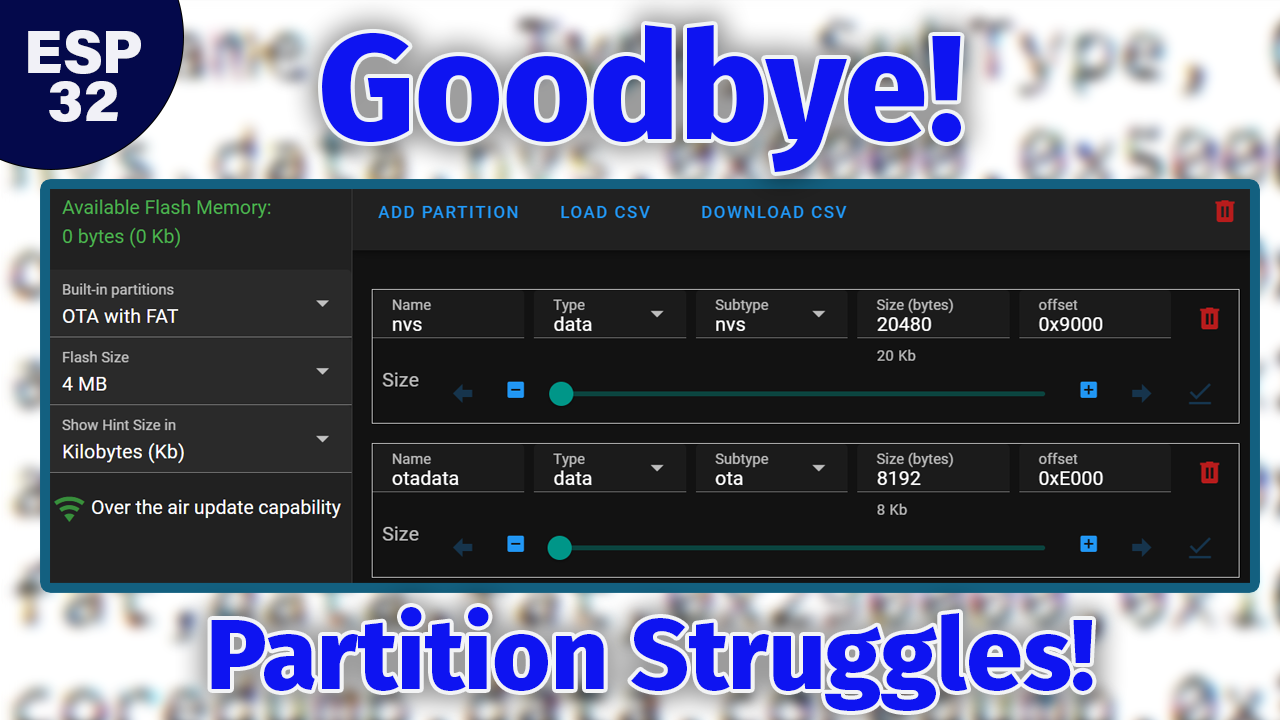 ESP
32
Goodbye!
Available Flash Memory:
0 bytes (0 Kb)
ADD PARTITION LOAD CSV DOWNLOAD CSV
Built-in partitions
OTA with FAT
Flash Size
4 MB
Show Hint Size in
Kilobytes (Kb)
Over the air update capability
Name Type Subtype Size (bytes) offset
nvs data nvs 20480 0x9000
20 Kb
Size
Name Type Subtype Size (bytes) offset
otadata data ota 8192 0xE000
8 Kb
Size
Partition Struggles!